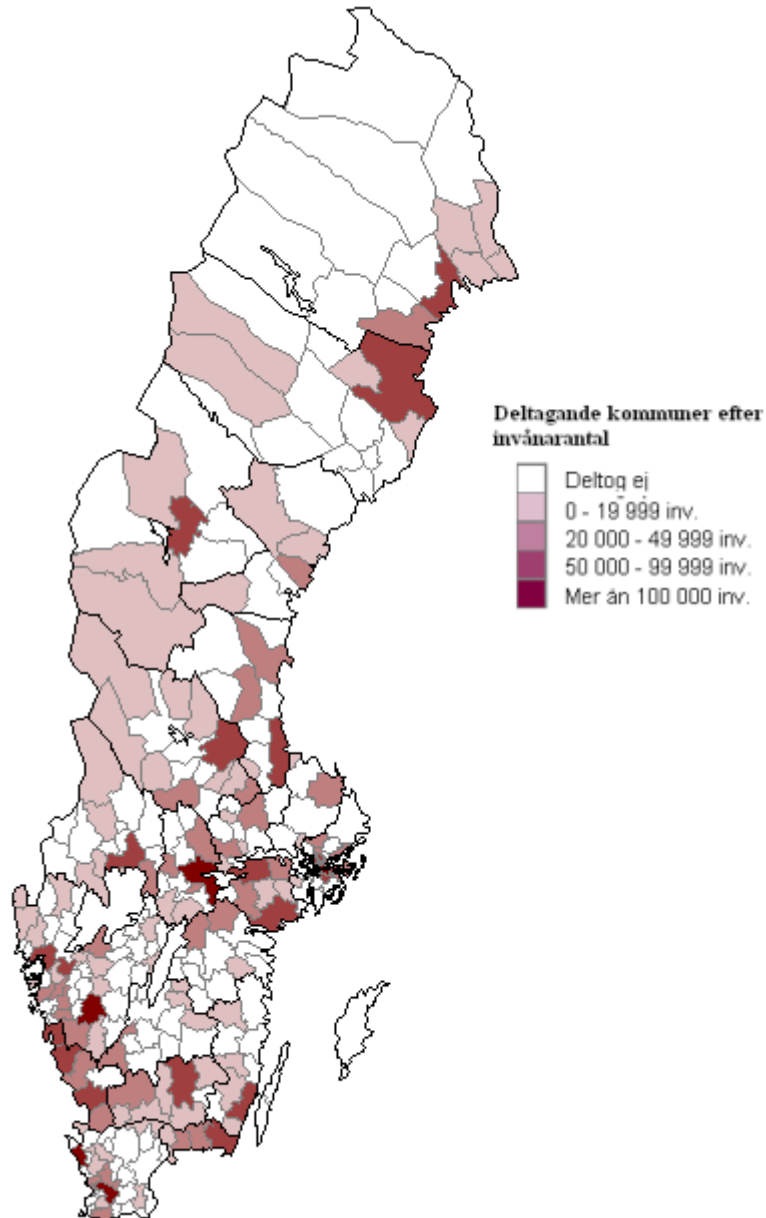 Deltagande kommuner efter
invånarantal
Deltog ej
0 - 19 999 inv.
20 000 - 49 999 inv.
50 000 - 99 999 inv.
Mer än 100 000 inv.